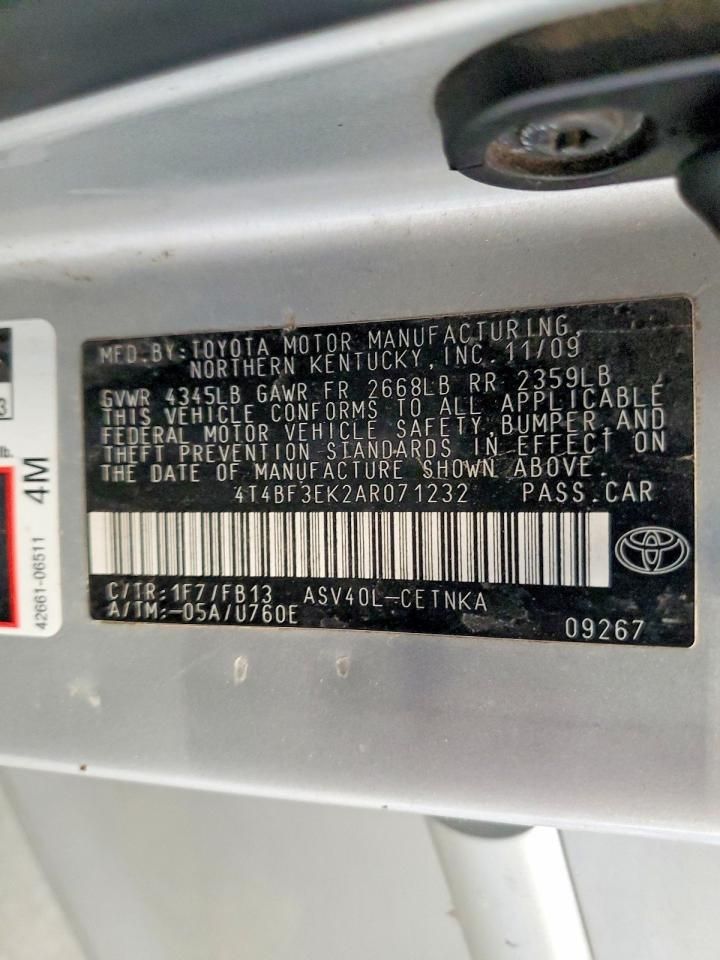 MFD.BY:TOYOTA MOTOR MANUFACTURING,
NORTHERN KENTUCKY,INC. 11/09
GVWR 4345LB GAWR FR 2668LB RR 2359LB
THIS VEHICLE CONFORMS TO ALL APPLICABLE
FEDERAL MOTOR VEHICLE SAFETY,BUMPER,AND
THEFT PREVENTION STANDARDS IN EFFECT ON
THE DATE OF MANUFACTURE SHOWN ABOVE.
4T4BF3EK2AR071232 PASS.CAR
C/TR:1F7/FB13 ASV40L-CETNKA
A/TM:-05A/U760E
09267
3
lb.
4M
42661-06511